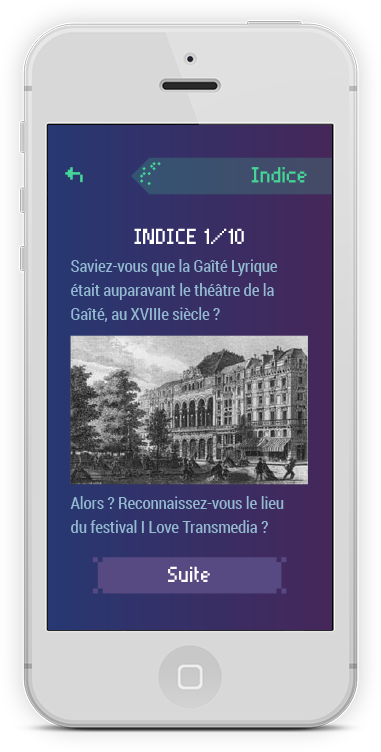 Indice
INDICE 1/10
Saviez-vous que la Gaîté Lyrique
était auparavant le théâtre de la
Gaîté, au XVIIIe siècle ?
Alors ? Reconnaissez-vous le lieu
du festival I Love Transmedia ?
Suite